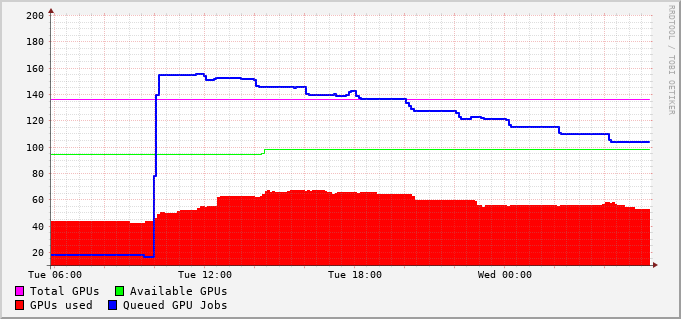 200
180
160
140
120
100
80
60
40
20
Tue 06:00 Tue 12:00 Tue 18:00 Wed 00:00
Total GPUs Available GPUs
GPUs used Queued GPU Jobs
RRDTOOL / TOBI OETIKER